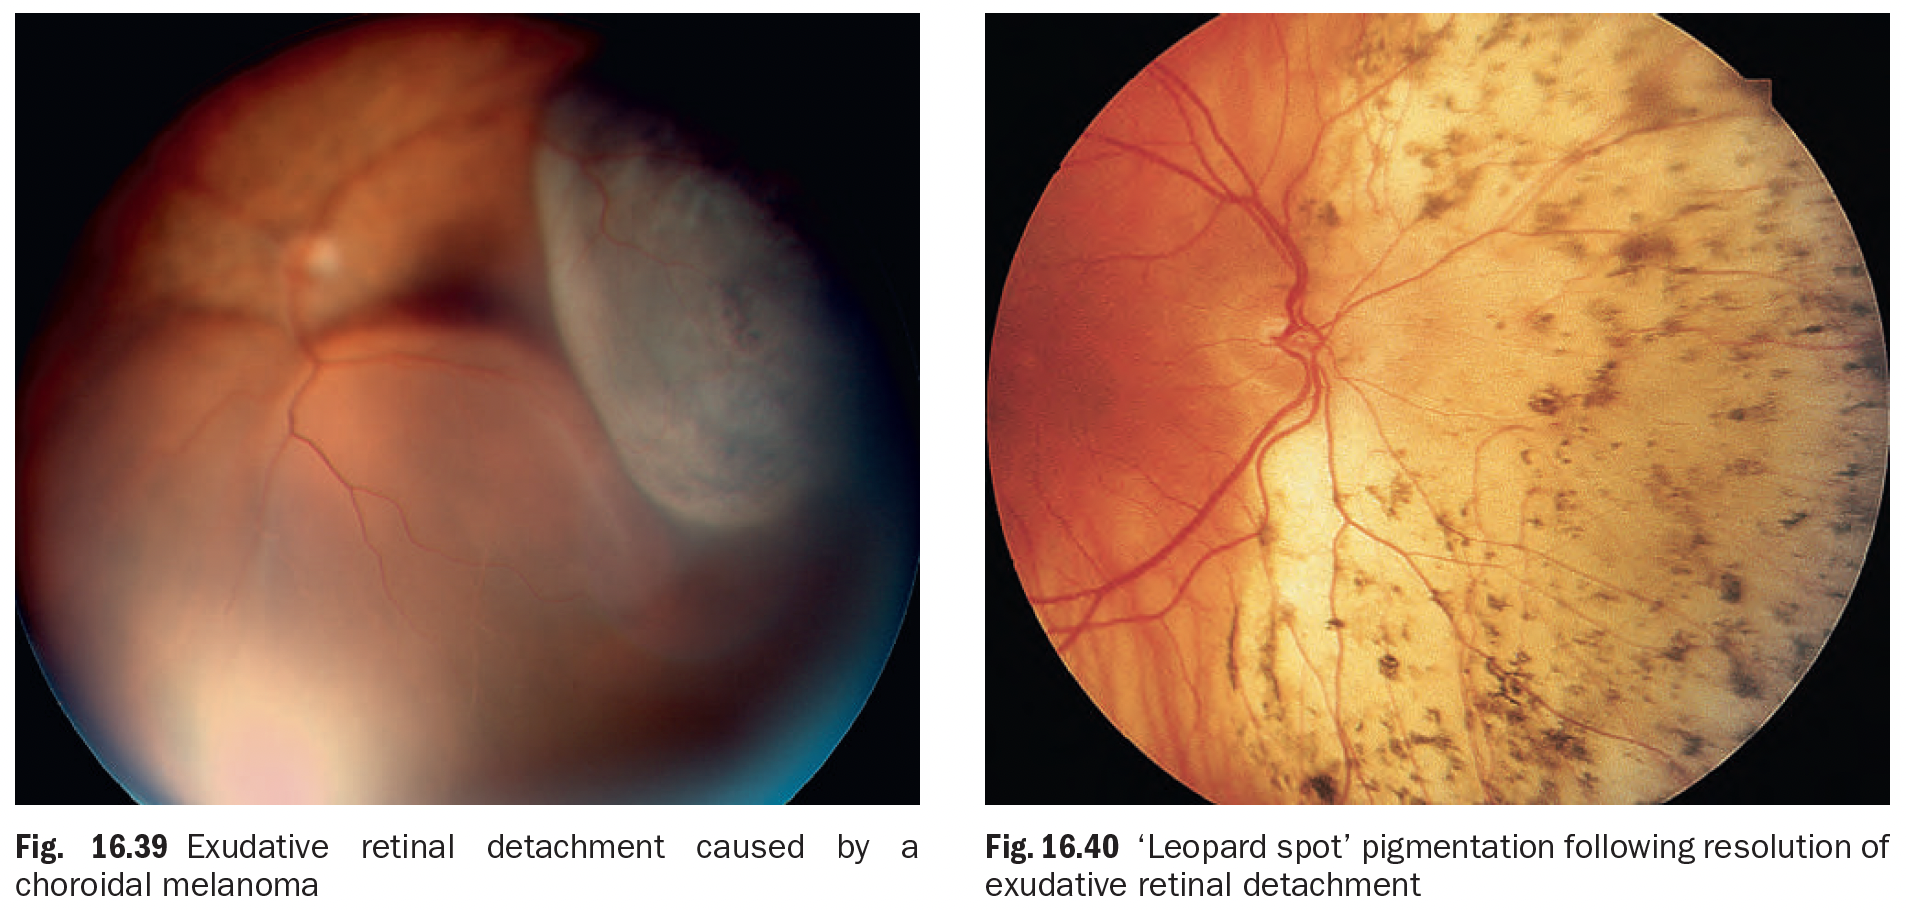 Fig. 16.39 Exudative retinal detachment caused by a
choroidal melanoma
Fig. 16.40 ‘Leopard spot’ pigmentation following resolution of
exudative retinal detachment